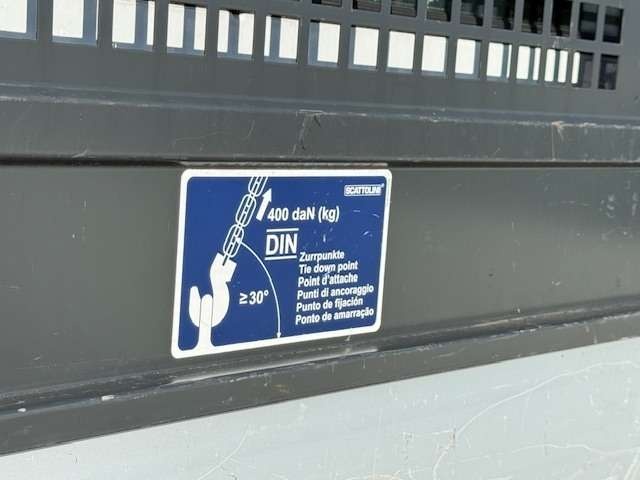 SCATTOLINI®
400 daN (kg)
DIN
Zurrpunkte
Tie down point
Point d'attache
Punti di ancoraggio
Punto de fijación
Ponto de amarração
≥30°